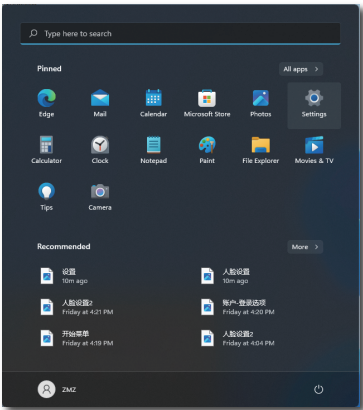 Type here to search
Pinned
All apps >
Edge
Mail
Calendar
Microsoft Store
Photos
Settings
Calculator
Clock
Notepad
Paint
File Explorer
Movies & TV
Tips
Camera
Recommended
More >
设置
10m ago
人脸设置
10m ago
人脸设置2
Friday at 4:21 PM
账户-登录选项
Friday at 4:20 PM
开始菜单
Friday at 4:19 PM
人脸设置2
Friday at 4:04 PM
ZMZ